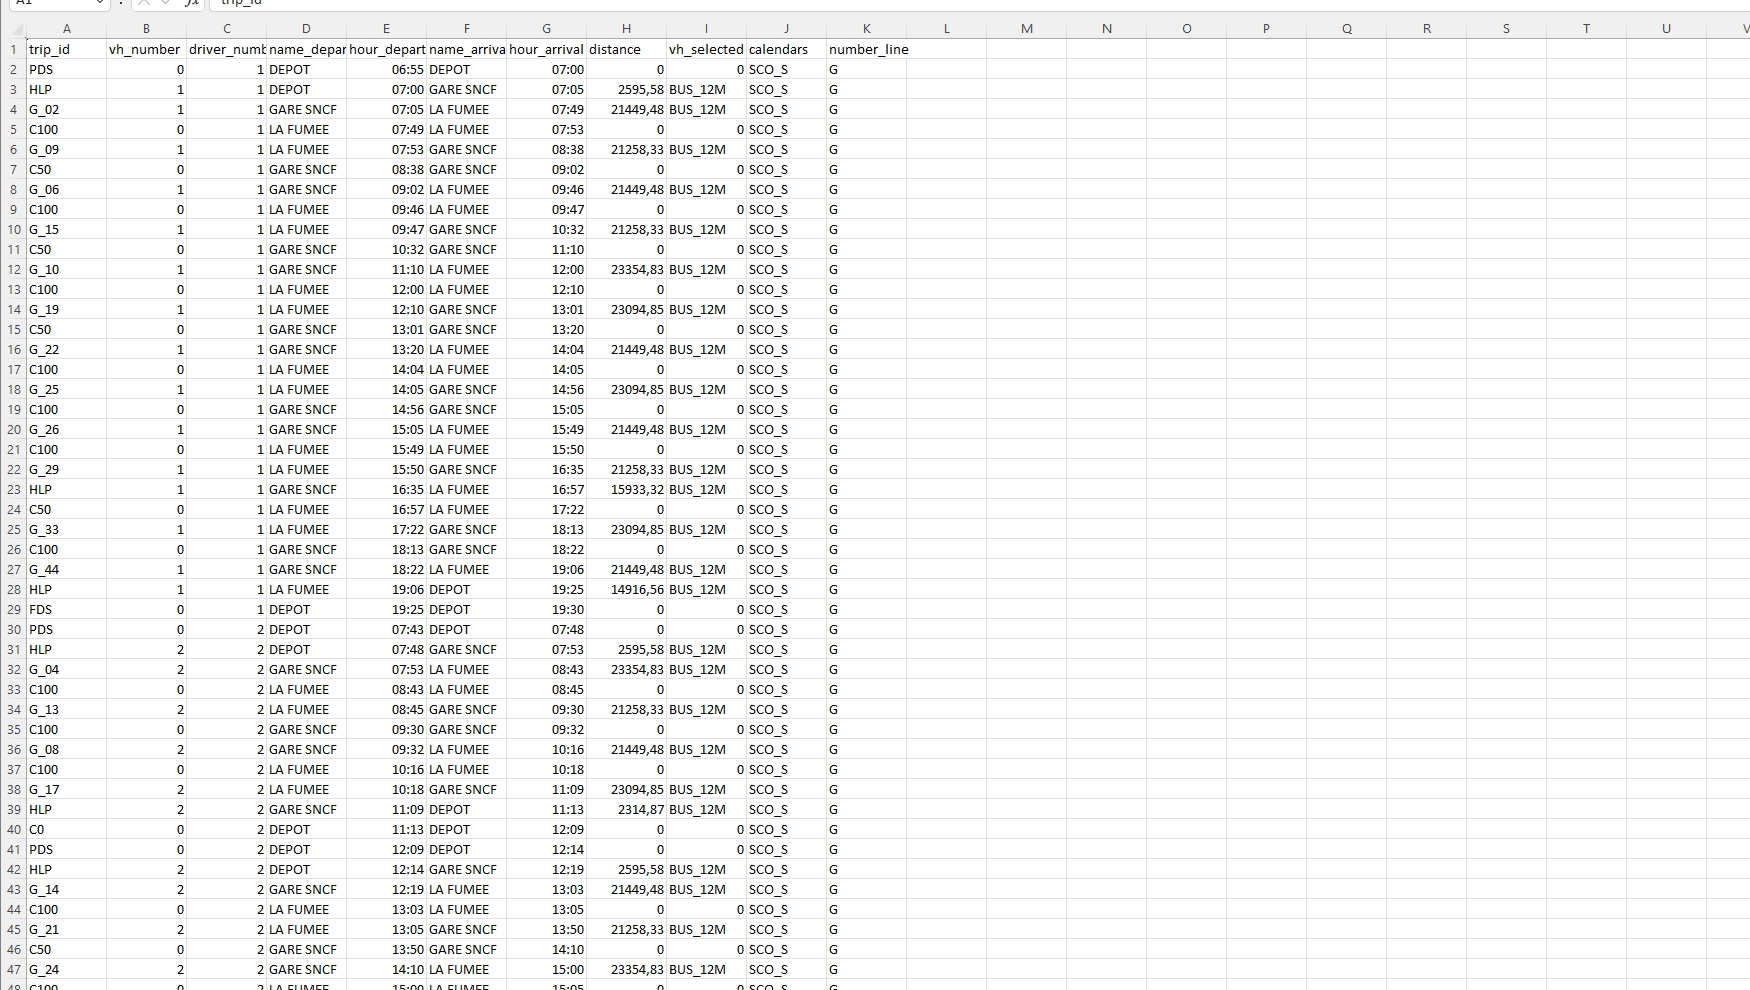 A B C D E F G H I J K L M N O P Q R S T U V
1 trip_id vh_number driver_numb name_depar hour_depart name_arriva hour_arrival distance vh_selected calendars number_line
2 PDS 0 1 DEPOT 06:55 DEPOT 07:00 0 0 SCO_S G
3 HLP 1 1 DEPOT 07:00 GARE SNCF 07:05 2595,58 BUS_12M SCO_S G
4 G_02 1 1 GARE SNCF 07:05 LA FUMEE 07:49 21449,48 BUS_12M SCO_S G
5 C100 0 1 LA FUMEE 07:49 LA FUMEE 07:53 0 0 SCO_S G
6 G_09 1 1 LA FUMEE 07:53 GARE SNCF 08:38 21258,33 BUS_12M SCO_S G
7 C50 0 1 GARE SNCF 08:38 GARE SNCF 09:02 0 0 SCO_S G
8 G_06 1 1 GARE SNCF 09:02 LA FUMEE 09:46 21449,48 BUS_12M SCO_S G
9 C100 0 1 LA FUMEE 09:46 LA FUMEE 09:47 0 0 SCO_S G
10 G_15 1 1 LA FUMEE 09:47 GARE SNCF 10:32 21258,33 BUS_12M SCO_S G
11 C50 0 1 GARE SNCF 10:32 GARE SNCF 11:10 0 0 SCO_S G
12 G_10 1 1 GARE SNCF 11:10 LA FUMEE 12:00 23354,83 BUS_12M SCO_S G
13 C100 0 1 LA FUMEE 12:00 LA FUMEE 12:10 0 0 SCO_S G
14 G_19 1 1 LA FUMEE 12:10 GARE SNCF 13:01 23094,85 BUS_12M SCO_S G
15 C50 0 1 GARE SNCF 13:01 GARE SNCF 13:20 0 0 SCO_S G
16 G_22 1 1 GARE SNCF 13:20 LA FUMEE 14:04 21449,48 BUS_12M SCO_S G
17 C100 0 1 LA FUMEE 14:04 LA FUMEE 14:05 0 0 SCO_S G
18 G_25 1 1 LA FUMEE 14:05 GARE SNCF 14:56 23094,85 BUS_12M SCO_S G
19 C100 0 1 GARE SNCF 14:56 GARE SNCF 15:05 0 0 SCO_S G
20 G_26 1 1 GARE SNCF 15:05 LA FUMEE 15:49 21449,48 BUS_12M SCO_S G
21 C100 0 1 LA FUMEE 15:49 LA FUMEE 15:50 0 0 SCO_S G
22 G_29 1 1 LA FUMEE 15:50 GARE SNCF 16:35 21258,33 BUS_12M SCO_S G
23 HLP 1 1 GARE SNCF 16:35 LA FUMEE 16:57 15933,32 BUS_12M SCO_S G
24 C50 0 1 LA FUMEE 16:57 LA FUMEE 17:22 0 0 SCO_S G
25 G_33 1 1 LA FUMEE 17:22 GARE SNCF 18:13 23094,85 BUS_12M SCO_S G
26 C100 0 1 GARE SNCF 18:13 GARE SNCF 18:22 0 0 SCO_S G
27 G_44 1 1 GARE SNCF 18:22 LA FUMEE 19:06 21449,48 BUS_12M SCO_S G
28 HLP 1 1 LA FUMEE 19:06 DEPOT 19:25 14916,56 BUS_12M SCO_S G
29 FDS 0 1 DEPOT 19:25 DEPOT 19:30 0 0 SCO_S G
30 PDS 0 2 DEPOT 07:43 DEPOT 07:48 0 0 SCO_S G
31 HLP 2 2 DEPOT 07:48 GARE SNCF 07:53 2595,58 BUS_12M SCO_S G
32 G_04 2 2 GARE SNCF 07:53 LA FUMEE 08:43 23354,83 BUS_12M SCO_S G
33 C100 0 2 LA FUMEE 08:43 LA FUMEE 08:45 0 0 SCO_S G
34 G_13 2 2 LA FUMEE 08:45 GARE SNCF 09:30 21258,33 BUS_12M SCO_S G
35 C100 0 2 GARE SNCF 09:30 GARE SNCF 09:32 0 0 SCO_S G
36 G_08 2 2 GARE SNCF 09:32 LA FUMEE 10:16 21449,48 BUS_12M SCO_S G
37 C100 0 2 LA FUMEE 10:16 LA FUMEE 10:18 0 0 SCO_S G
38 G_17 2 2 LA FUMEE 10:18 GARE SNCF 11:09 23094,85 BUS_12M SCO_S G
39 HLP 2 2 GARE SNCF 11:09 DEPOT 11:13 2314,87 BUS_12M SCO_S G
40 C0 0 2 DEPOT 11:13 DEPOT 12:09 0 0 SCO_S G
41 PDS 0 2 DEPOT 12:09 DEPOT 12:14 0 0 SCO_S G
42 HLP 2 2 DEPOT 12:14 GARE SNCF 12:19 2595,58 BUS_12M SCO_S G
43 G_14 2 2 GARE SNCF 12:19 LA FUMEE 13:03 21449,48 BUS_12M SCO_S G
44 C100 0 2 LA FUMEE 13:03 LA FUMEE 13:05 0 0 SCO_S G
45 G_21 2 2 LA FUMEE 13:05 GARE SNCF 13:50 21258,33 BUS_12M SCO_S G
46 C50 0 2 GARE SNCF 13:50 GARE SNCF 14:10 0 0 SCO_S G
47 G_24 2 2 GARE SNCF 14:10 LA FUMEE 15:00 23354,83 BUS_12M SCO_S G
48 C100 0 2 LA FUMEE 15:00 LA FUMEE 15:05 0 0 SCO_S G